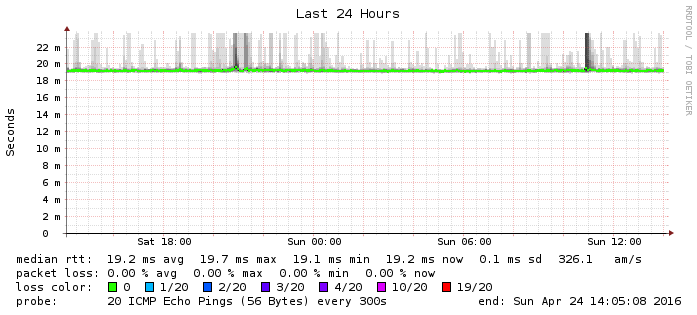 Last 24 Hours
RRDTOOL / TOBI OETIKER
Seconds
22 m
20 m
18 m
16 m
14 m
12 m
10 m
8 m
6 m
4 m
2 m
0
Sat 18:00 Sun 00:00 Sun 06:00 Sun 12:00
median rtt: 19.2 ms avg 19.7 ms max 19.1 ms min 19.2 ms now 0.1 ms sd 326.1 am/s
packet loss: 0.00 % avg 0.00 % max 0.00 % min 0.00 % now
loss color: 0 1/20 2/20 3/20 4/20 10/20 19/20
probe: 20 ICMP Echo Pings (56 Bytes) every 300s end: Sun Apr 24 14:05:08 2016